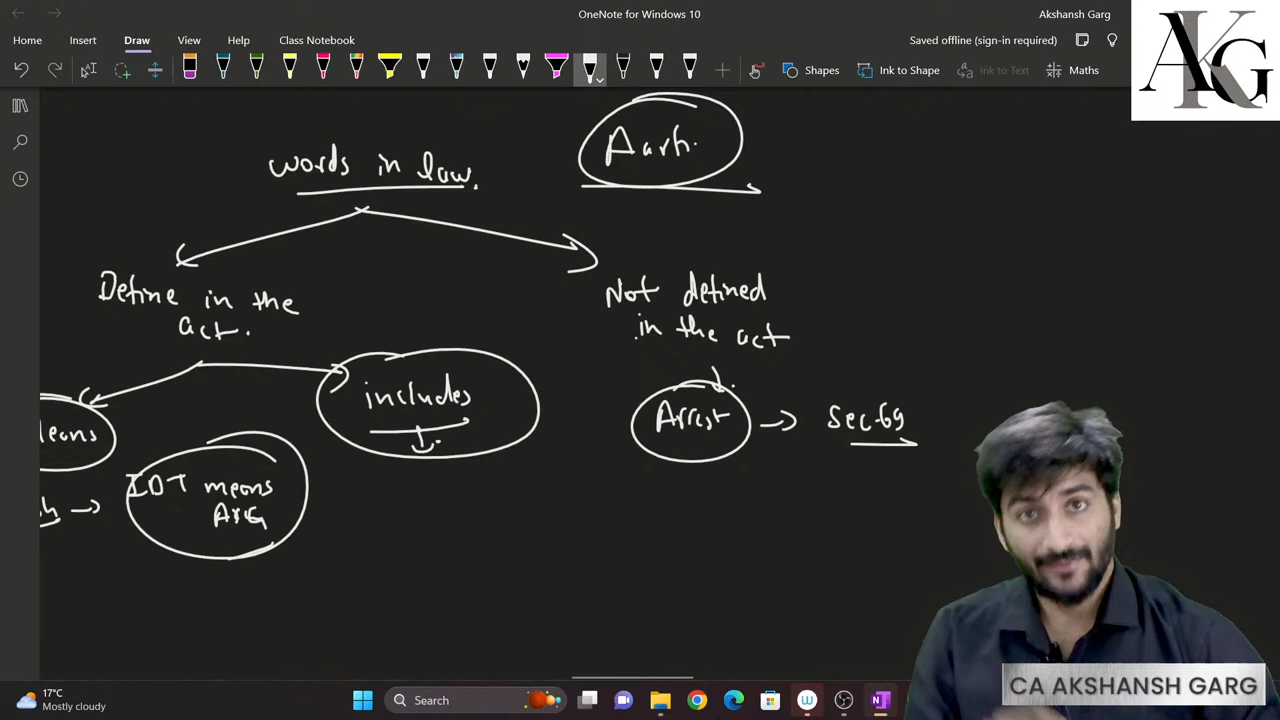 OneNote for Windows 10
Akshansh Garg
Home Insert Draw View Help Class Notebook
Saved offline (sign in required)
Shapes Ink to Shape Ink to Text Maths
AKG
Aarh.
words in law.
Define in the
act.
Not defined
in the act
Means
includes
Arrest → Sec-69
→ IDT means
AKG
CA AKSHANSH GARG
17°C
Mostly cloudy
Search